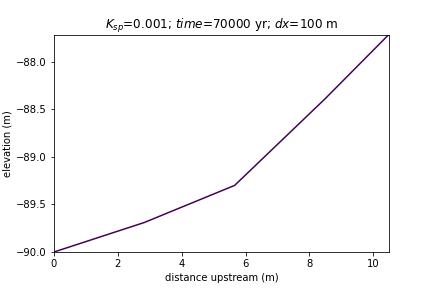 K_sp=0.001; time=70000 yr; dx=100 m
−88.0
−88.5
−89.0
−89.5
−90.0
elevation (m)
0 2 4 6 8 10
distance upstream (m)